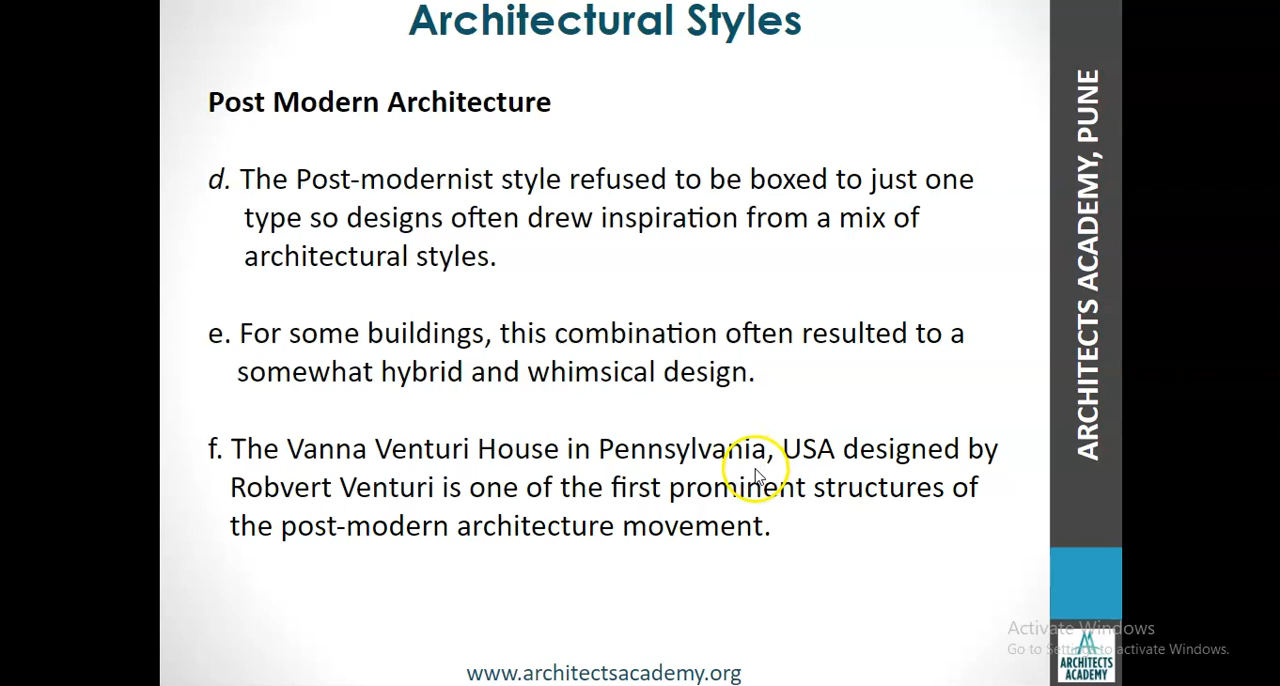 Architectural Styles
Post Modern Architecture
d. The Post-modernist style refused to be boxed to just one
type so designs often drew inspiration from a mix of
architectural styles.
e. For some buildings, this combination often resulted to a
somewhat hybrid and whimsical design.
f. The Vanna Venturi House in Pennsylvania, USA designed by
Robvert Venturi is one of the first prominent structures of
the post-modern architecture movement.
www.architectsacademy.org
ARCHITECTS ACADEMY, PUNE
Activate Windows
Go to Settings to activate Windows.
ARCHITECTS
ACADEMY